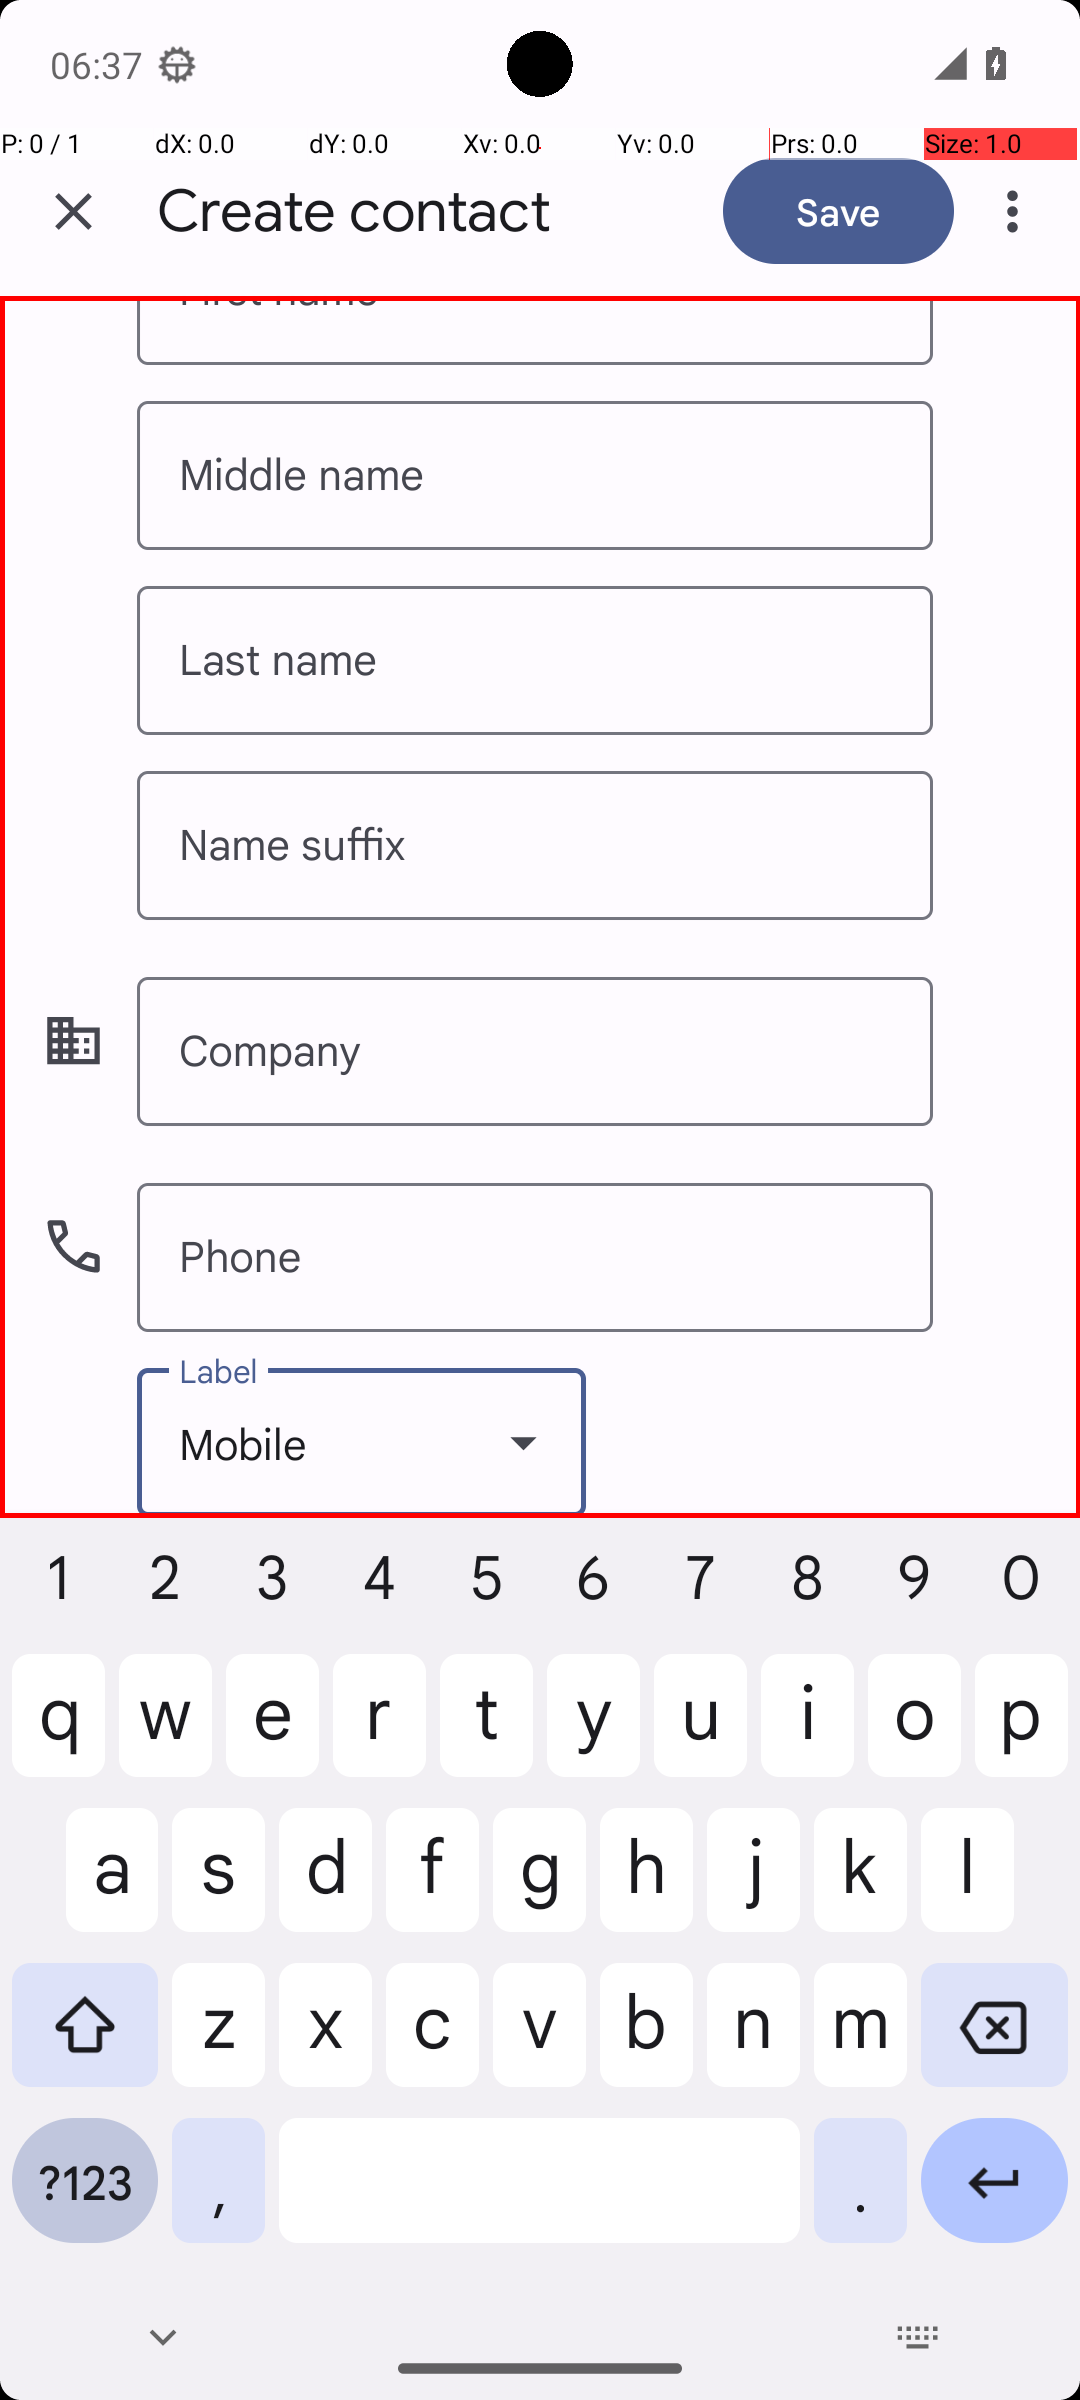 06:37
P: 0 / 1 dX: 0.0 dY: 0.0 Xv: 0.0 Yv: 0.0 Prs: 0.0 Size: 1.0
Create contact Save
First name
Middle name
Last name
Name suffix
Company
Phone
Label
Mobile
1 2 3 4 5 6 7 8 9 0
q w e r t y u i o p
a s d f g h j k l
z x c v b n m
?123 , .